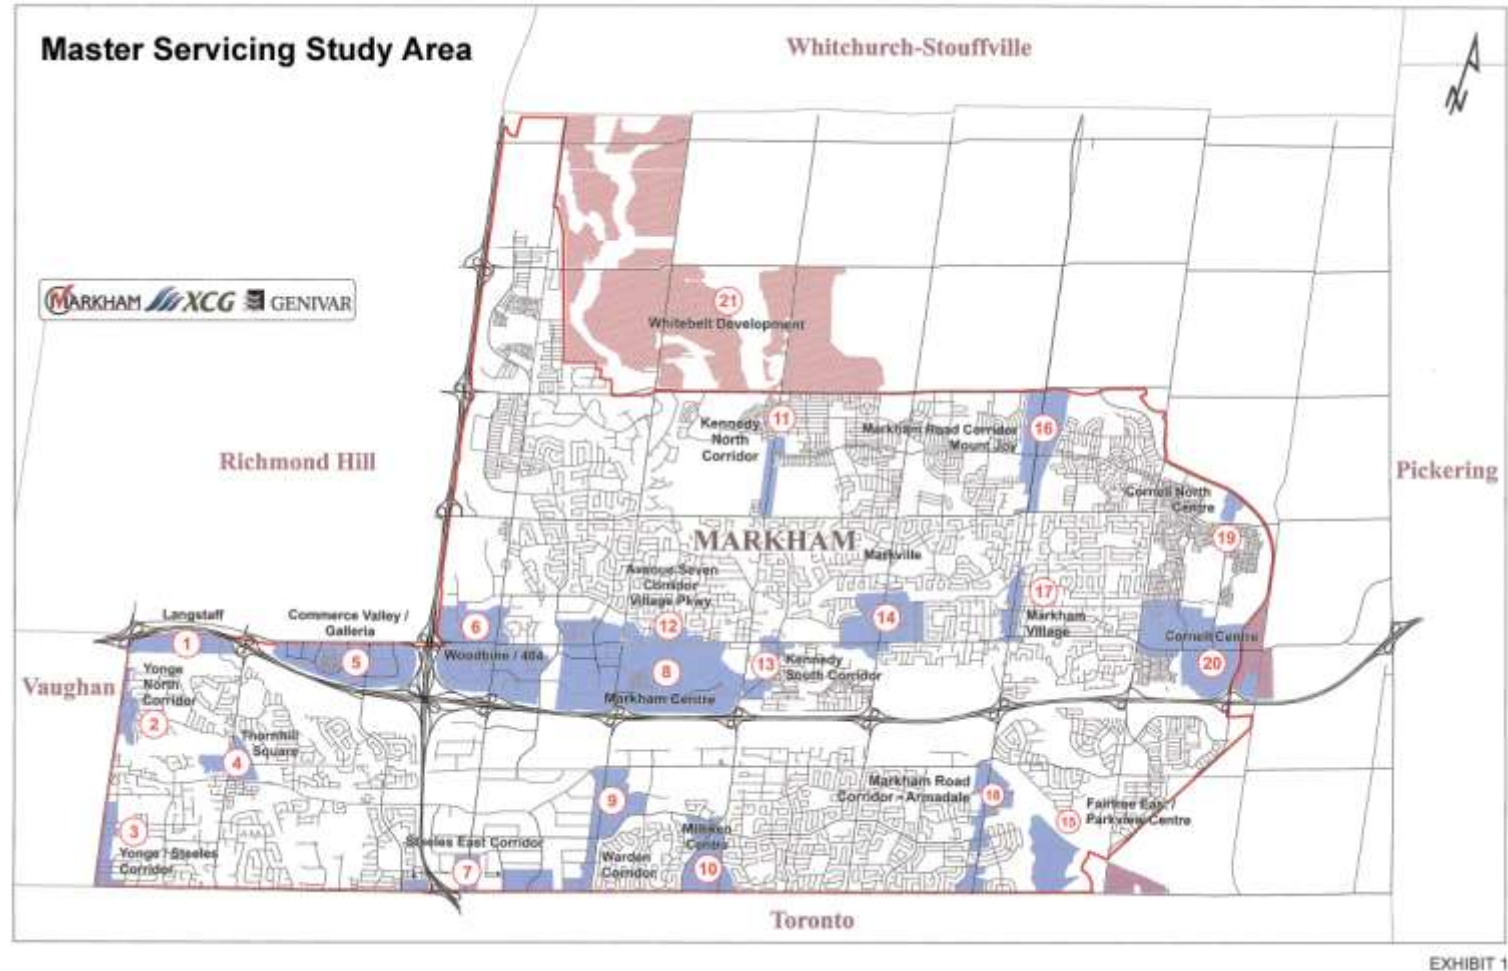 Master Servicing Study Area
Whitchurch-Stouffville
N
MARKHAM XCG GENIVAR
21
Whitebelt Development
11
Kennedy
North
Corridor
Markham Road Corridor
Mount Joy
16
Richmond Hill
Pickering
Cornell North
Centre
19
MARKHAM
Markville
Avenue Seven
Corridor
Village Pkwy
12
17
Markham
Village
14
Langstaff
1
Commerce Valley /
Galleria
5
6
Woodbine / 404
8
Markham Centre
13
Kennedy
South Corridor
Cornell Centre
20
Vaughan
Yonge
North
Corridor
2
Thornhill
Square
4
3
Yonge / Steeles
Corridor
Steeles East Corridor
7
9
Warden
Corridor
Milliken
Centre
10
Markham Road
Corridor - Armadale
18
15
Fairtree East /
Parkview Centre
Toronto
EXHIBIT 1